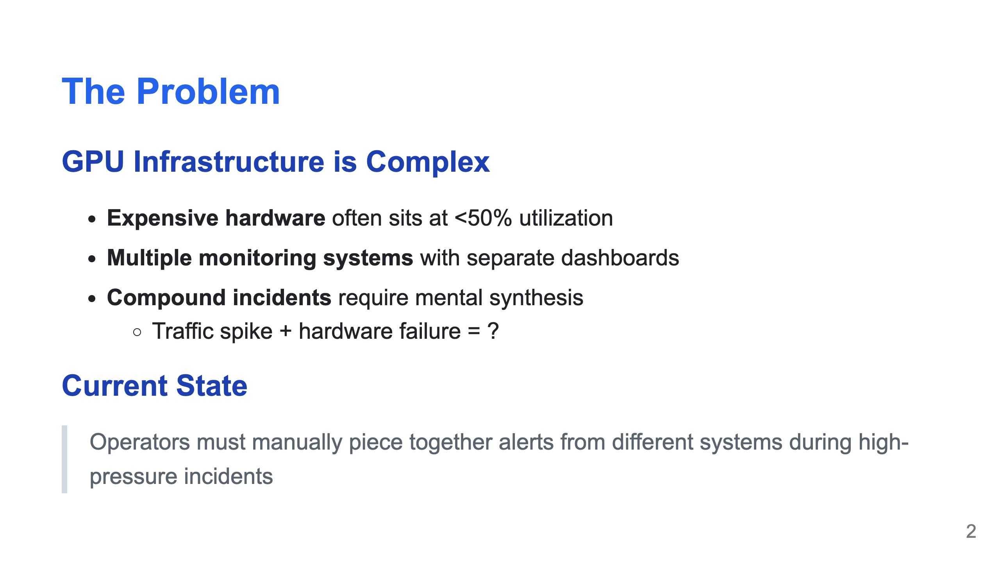 The Problem
GPU Infrastructure is Complex
• Expensive hardware often sits at <50% utilization
• Multiple monitoring systems with separate dashboards
• Compound incidents require mental synthesis
◦ Traffic spike + hardware failure = ?
Current State
Operators must manually piece together alerts from different systems during high-
pressure incidents
2